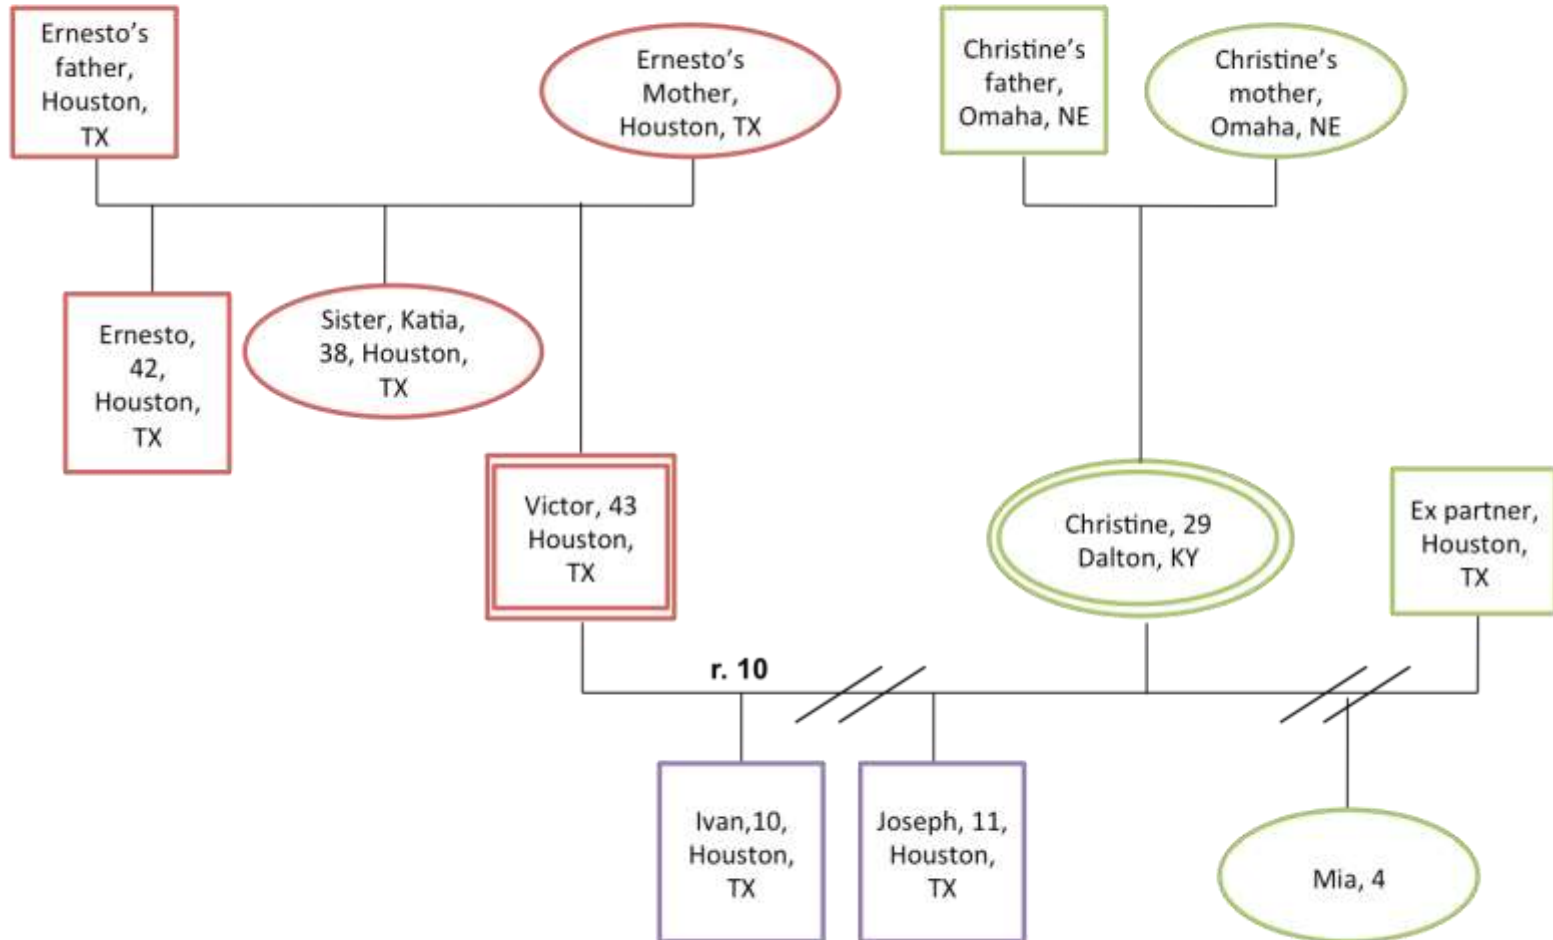 Ernesto's
father,
Houston,
TX
Ernesto's
Mother,
Houston, TX
Christine's
father,
Omaha, NE
Christine's
mother,
Omaha, NE
Ernesto,
42,
Houston,
TX
Sister, Katia,
38, Houston,
TX
Victor, 43
Houston,
TX
Christine, 29
Dalton, KY
Ex partner,
Houston,
TX
r. 10
Ivan,10,
Houston,
TX
Joseph, 11,
Houston,
TX
Mia, 4